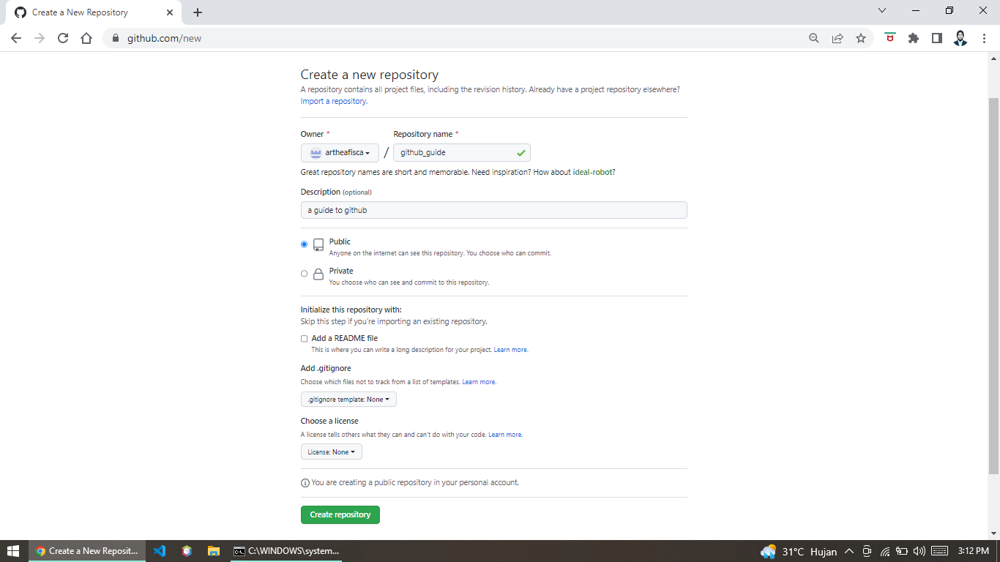 Create a New Repository
github.com/new
Create a new repository
A repository contains all project files, including the revision history. Already have a project repository elsewhere?
Import a repository.
Owner *
Repository name *
artheafisca
/
github_guide
Great repository names are short and memorable. Need inspiration? How about ideal-robot?
Description (optional)
a guide to github
Public
Anyone on the internet can see this repository. You choose who can commit.
Private
You choose who can see and commit to this repository.
Initialize this repository with:
Skip this step if you're importing an existing repository.
Add a README file
This is where you can write a long description for your project. Learn more.
Add .gitignore
Choose which files not to track from a list of templates. Learn more.
.gitignore template: None
Choose a license
A license tells others what they can and can't do with your code. Learn more.
License: None
You are creating a public repository in your personal account.
Create repository
Create a New Reposit...
C:\WINDOWS\system...
31°C Hujan
3:12 PM